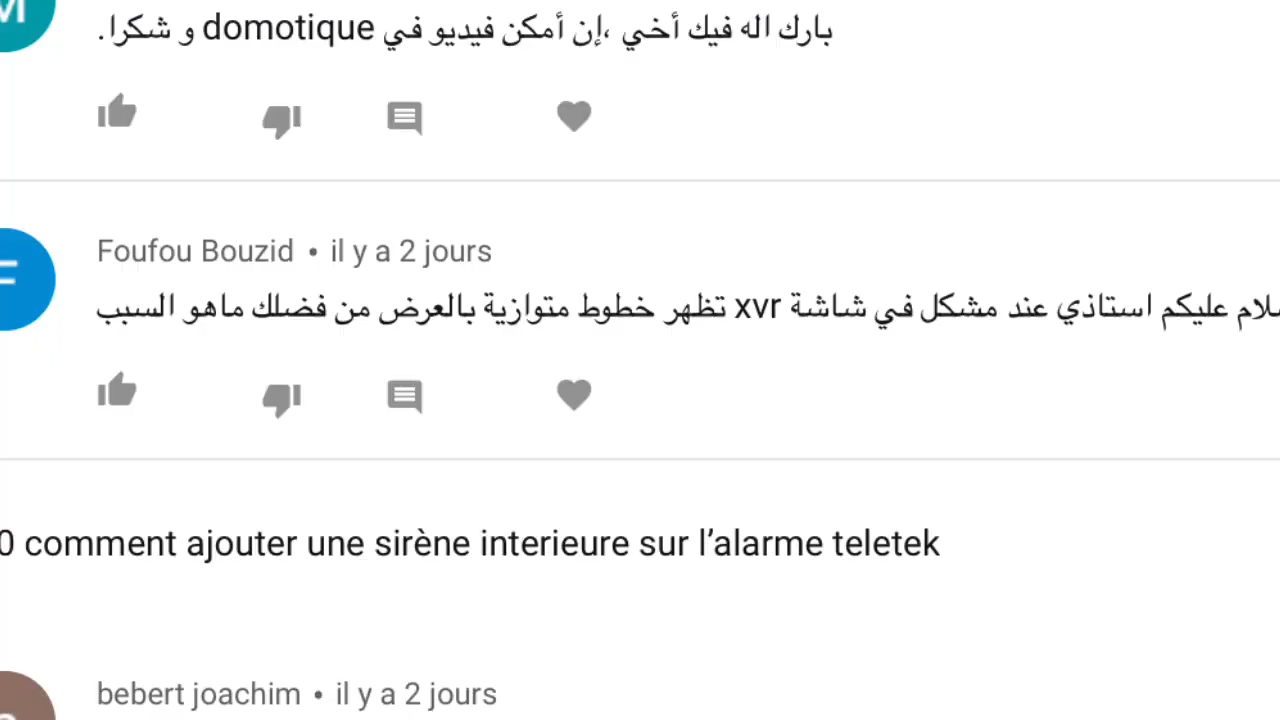 M
بارك اله فيك أخي ،إن أمكن فيديو في domotique و شكرا.
Foufou Bouzid • il y a 2 jours
عليكم استاذي عند مشكل في شاشة xvr تظهر خطوط متوازية بالعرض من فضلك ماهو السبب
0 comment ajouter une sirène interieure sur l’alarme teletek
bebert joachim • il y a 2 jours